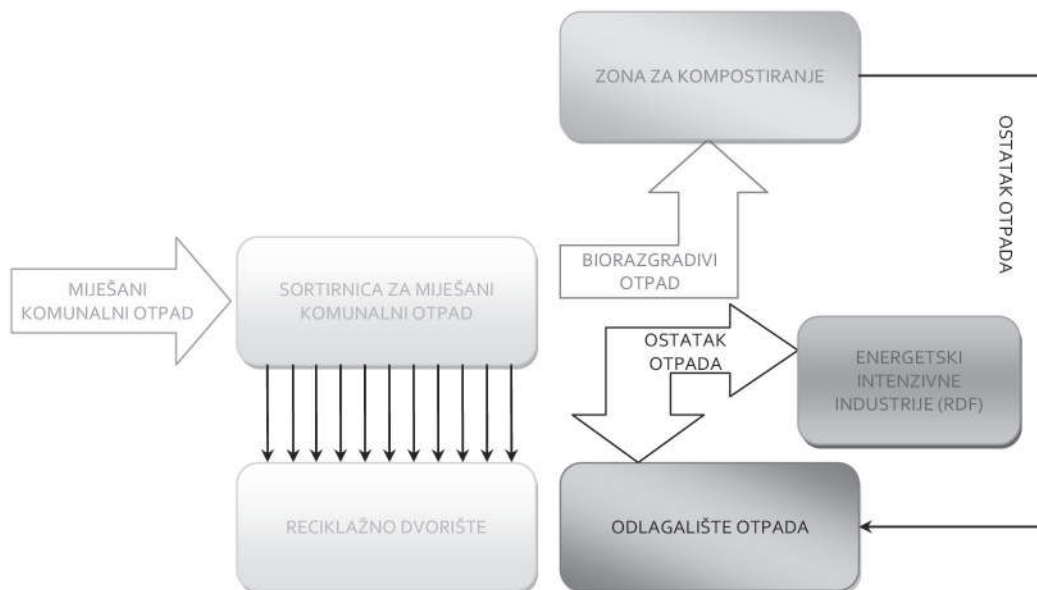 ZONA ZA KOMPOSTIRANJE
OSTATAK OTPADA
BIORAZGRADIVI
OTPAD
MIJEŠANI
KOMUNALNI OTPAD
SORTIRNICA ZA MIJEŠANI
KOMUNALNI OTPAD
OSTATAK
OTPADA
ENERGETSKI
INTENZIVNE
INDUSTRIJE (RDF)
RECIKLAŽNO DVORIŠTE
ODLAGALIŠTE OTPADA